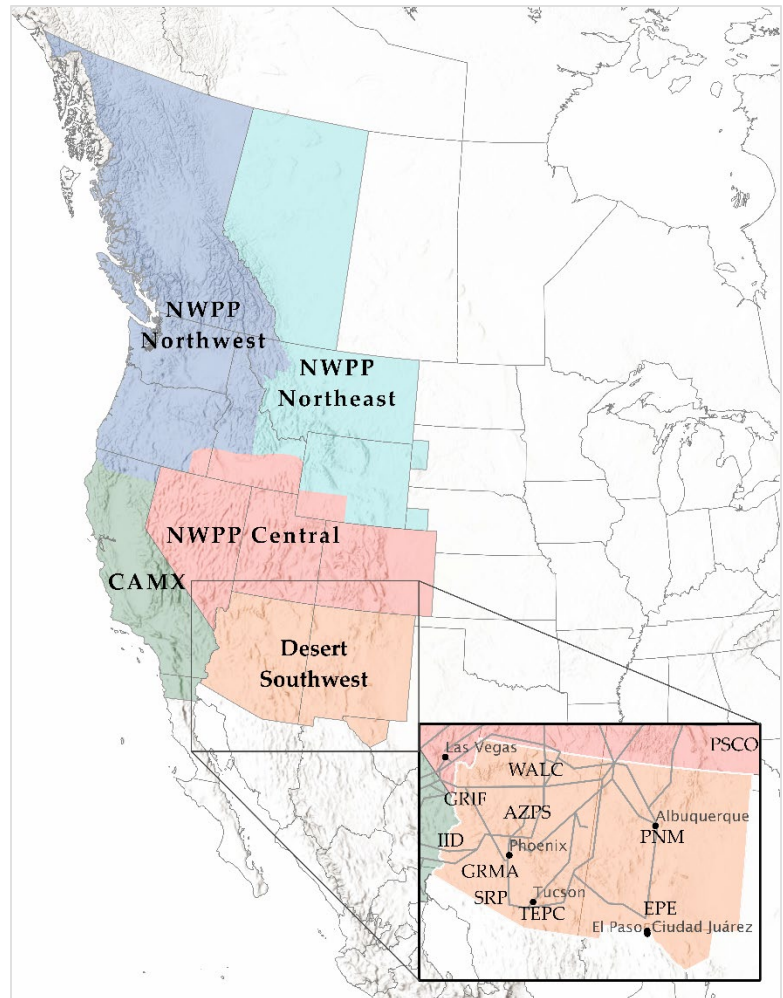 NWPP
Northwest
NWPP
Northeast
NWPP Central
CAMX
Desert
Southwest
PSCO
Las Vegas
WALC
GRIF
AZPS
Albuquerque
IID
PNM
Phoenix
GRMA
SRP
Tucson
TEPC
EPE
El Paso
Ciudad Juárez